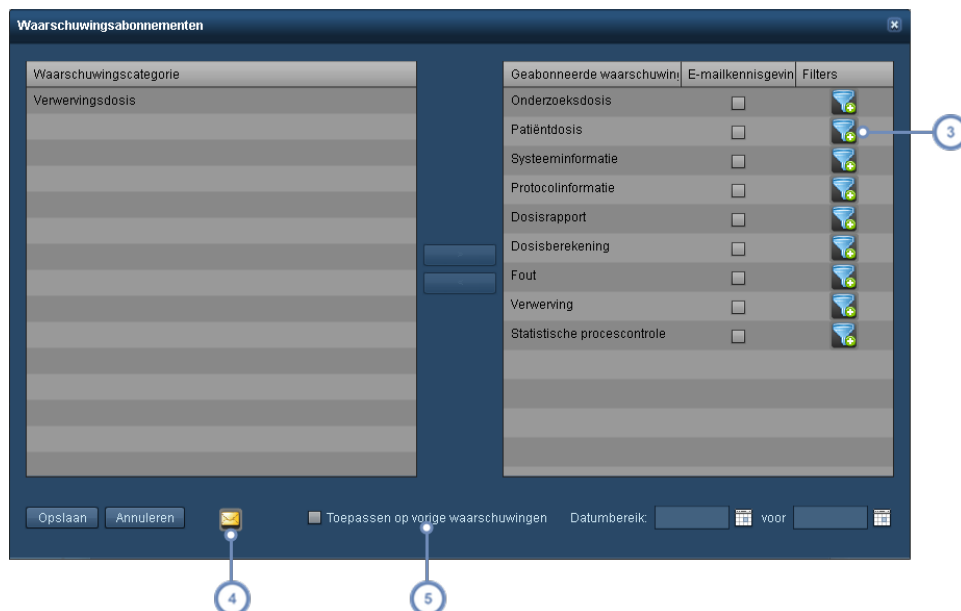 Waarschuwingsabonnementen
Waarschuwingscategorie
Verwervingsdosis
Geabonneerde waarschuwin E-mailkennisgevin Filters
Onderzoeksdosis
Patiëntdosis
3
Systeeminformatie
Protocolinformatie
Dosisrapport
Dosisberekening
Fout
Verwerving
Statistische procescontrole
Opslaan Annuleren Toepassen op vorige waarschuwingen Datumbereik: voor
4 5